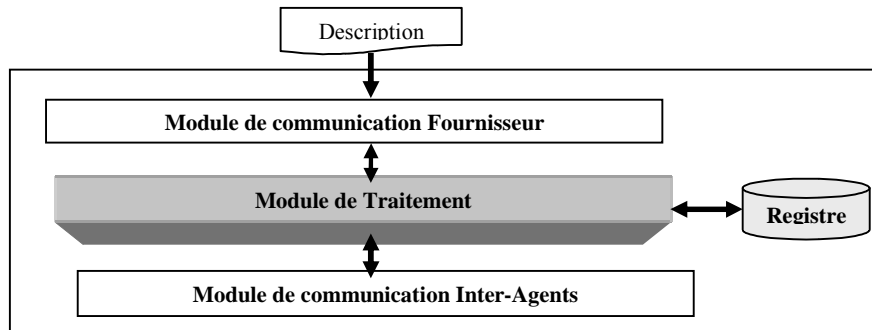 Description
Module de communication Fournisseur
Module de Traitement
Registre
Module de communication Inter-Agents